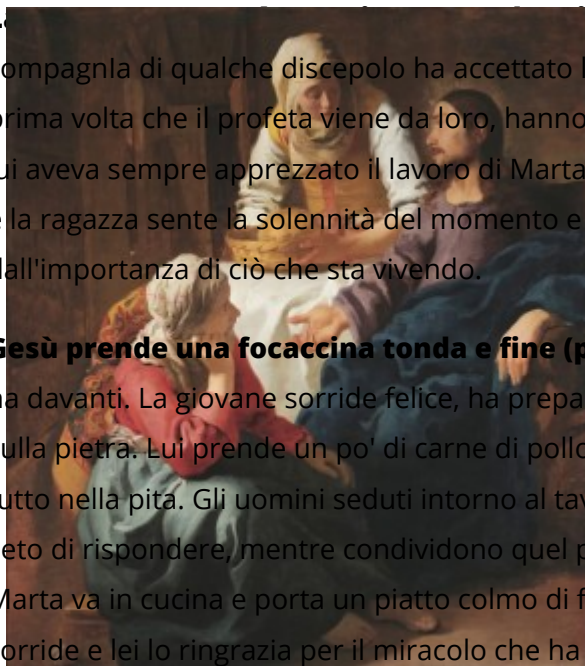 ompagnIa di qualche discepolo ha accettato
prima volta che il profeta viene da loro, hanno
ui aveva sempre apprezzato il lavoro di Marta
e la ragazza sente la solennità del momento e
dall'importanza di ciò che sta vivendo.
Gesù prende una focaccina tonda e fine (p
ha davanti. La giovane sorride felice, ha prepa
ulla pietra. Lui prende un po' di carne di pollo
tutto nella pita. Gli uomini seduti intorno al tav
eto di rispondere, mentre condividono quel p
Marta va in cucina e porta un piatto colmo di f
orride e lei lo ringrazia per il miracolo che ha